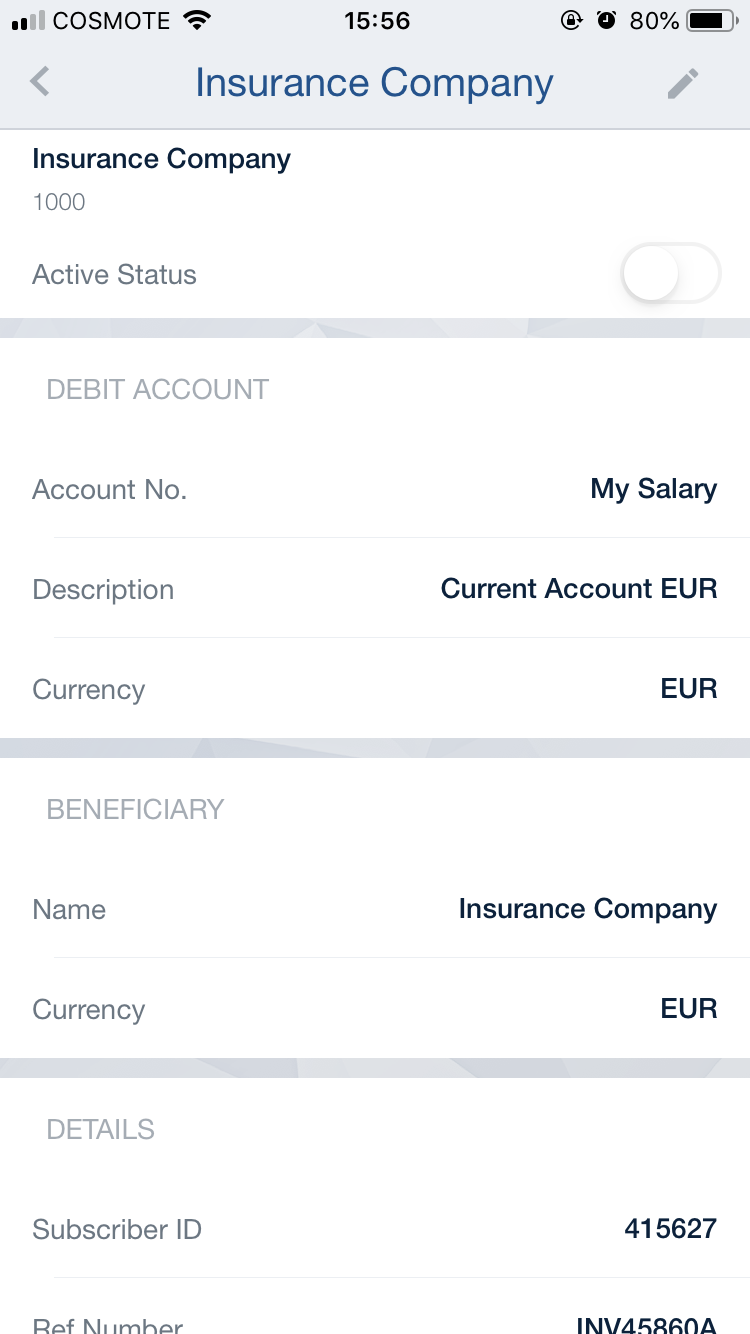 COSMOTE 15:56 80%
Insurance Company
Insurance Company
1000
Active Status
DEBIT ACCOUNT
Account No. My Salary
Description Current Account EUR
Currency EUR
BENEFICIARY
Name Insurance Company
Currency EUR
DETAILS
Subscriber ID 415627
Ref Number INV45860A